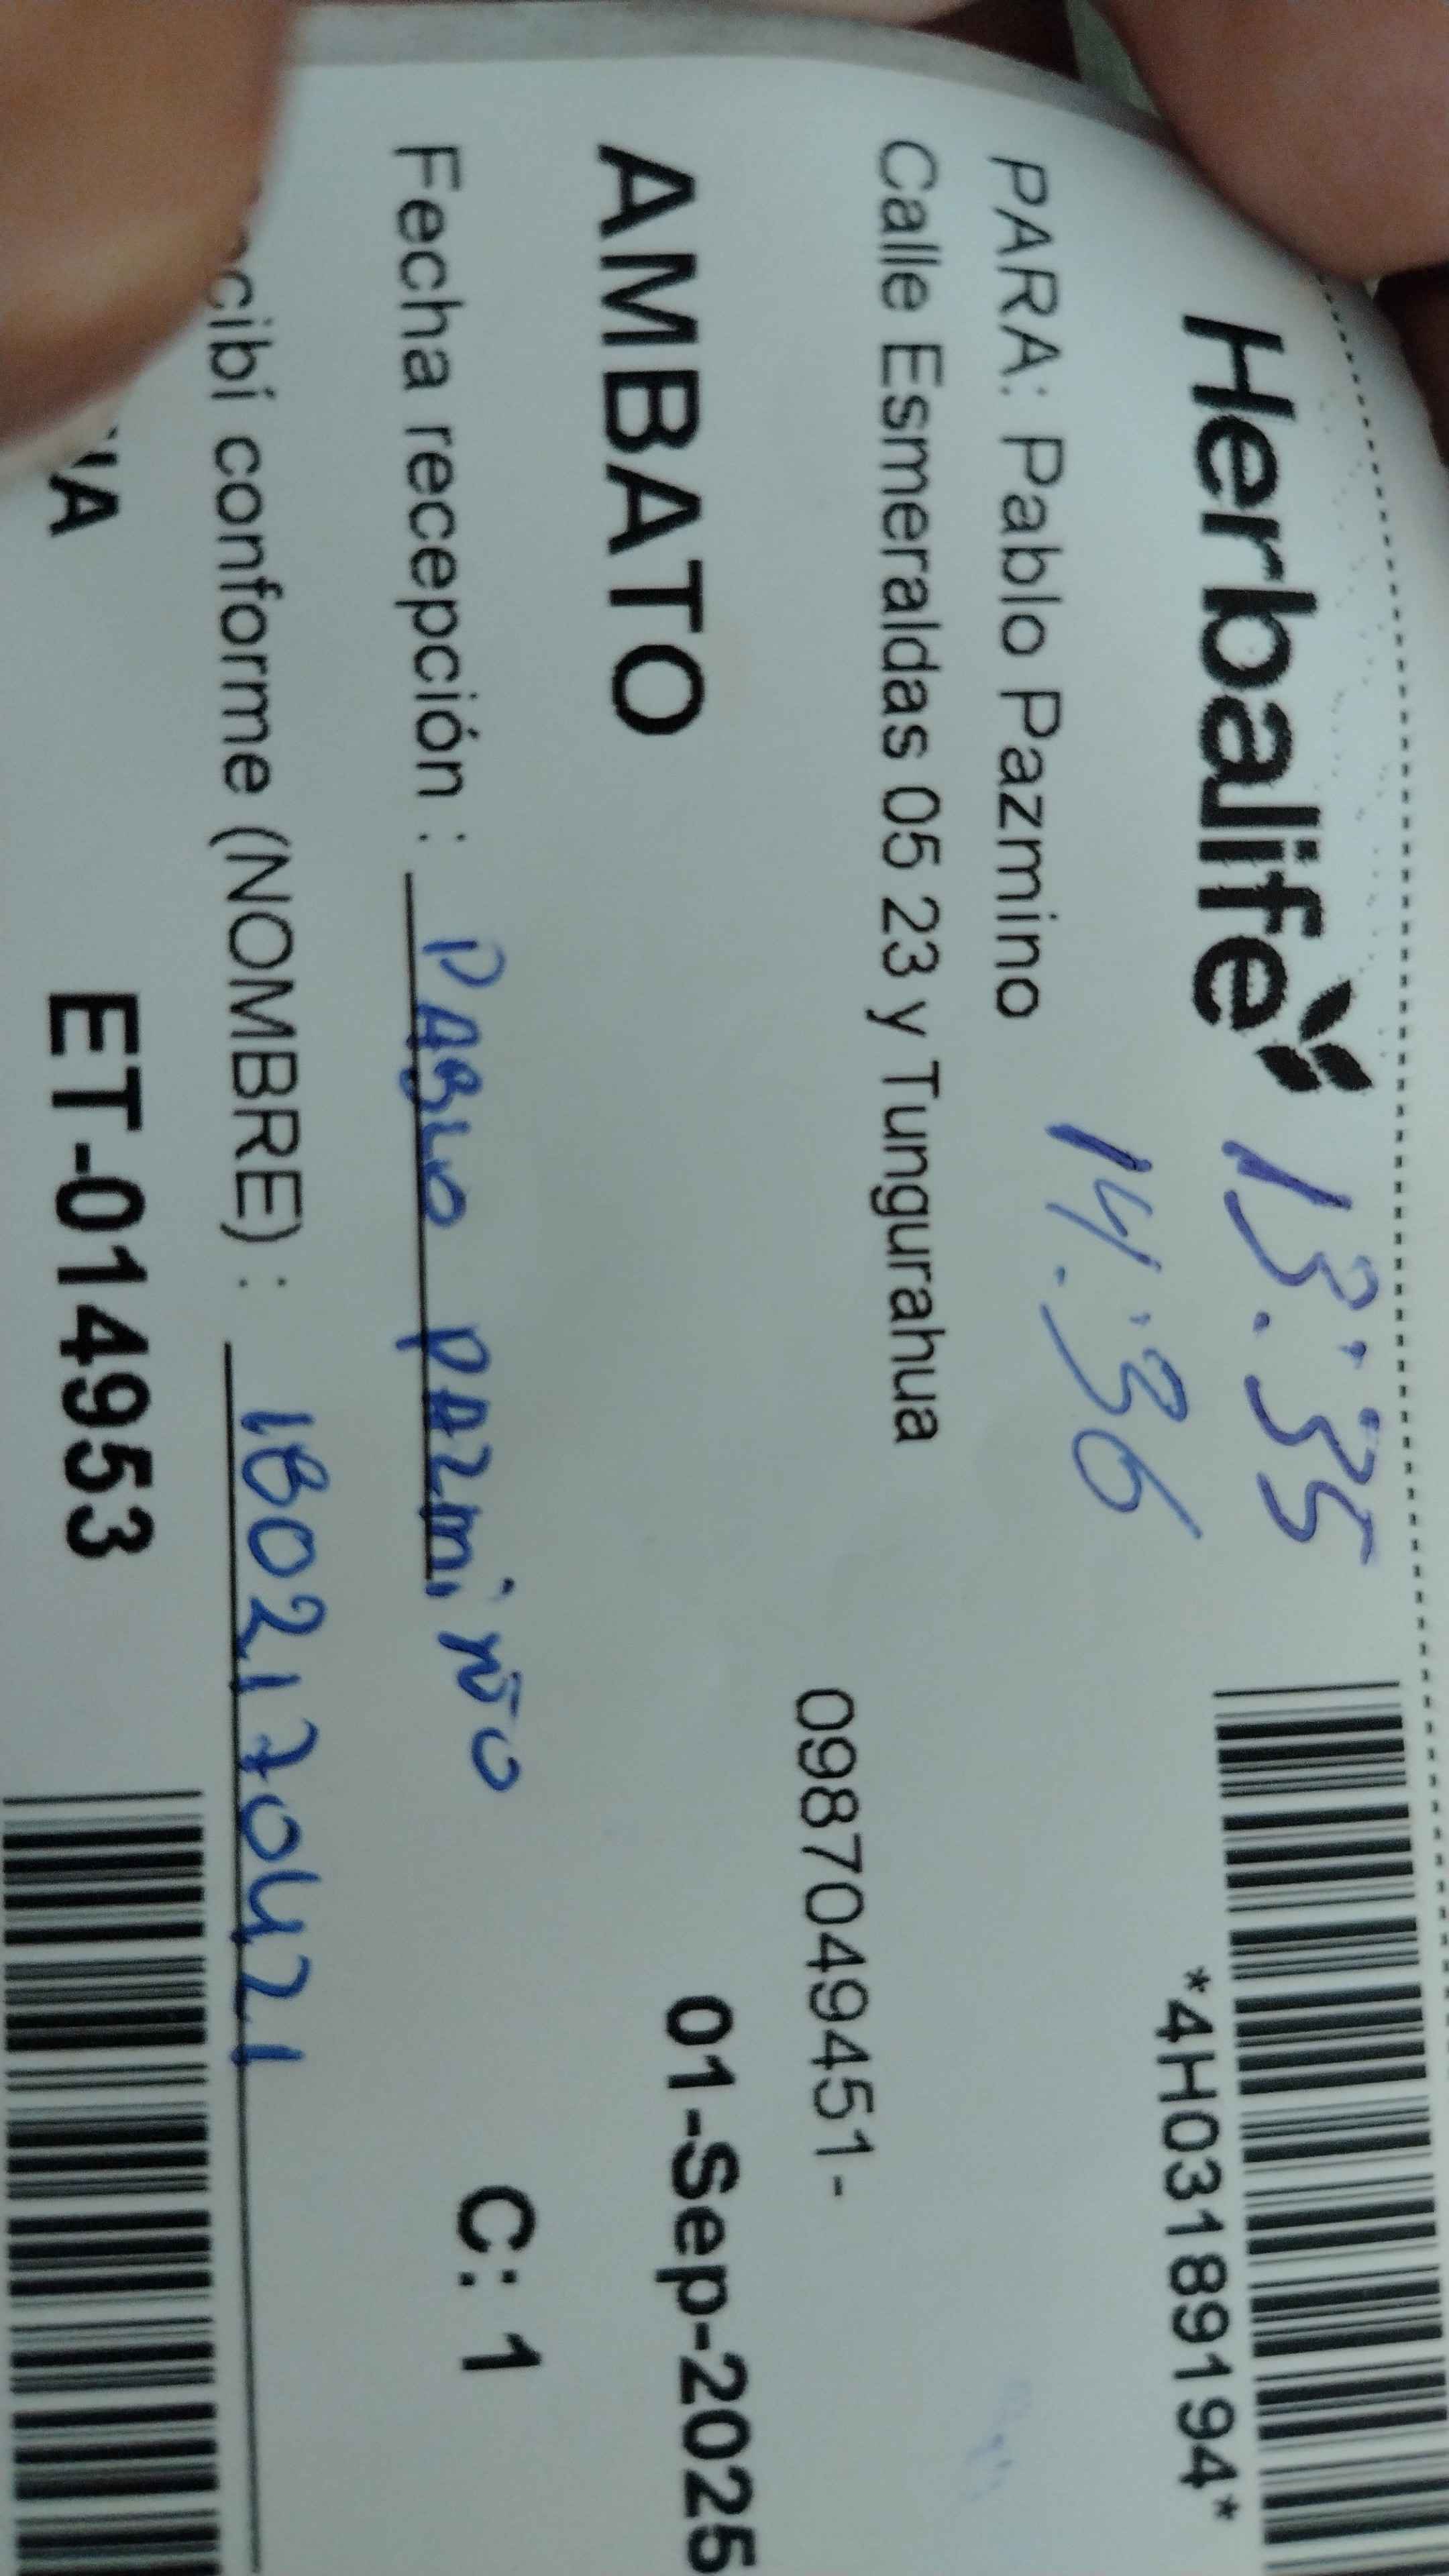 Herbalife
13:35
*4H03189194*
PARA: Pablo Pazmino
14:36
Calle Esmeraldas 05 23 y Tungurahua
0987049451-
AMBATO
01-Sep-2025
Fecha recepción : PABLO PAZMIÑO
C: 1
cibí conforme (NOMBRE) : 1802170421
ET-014953